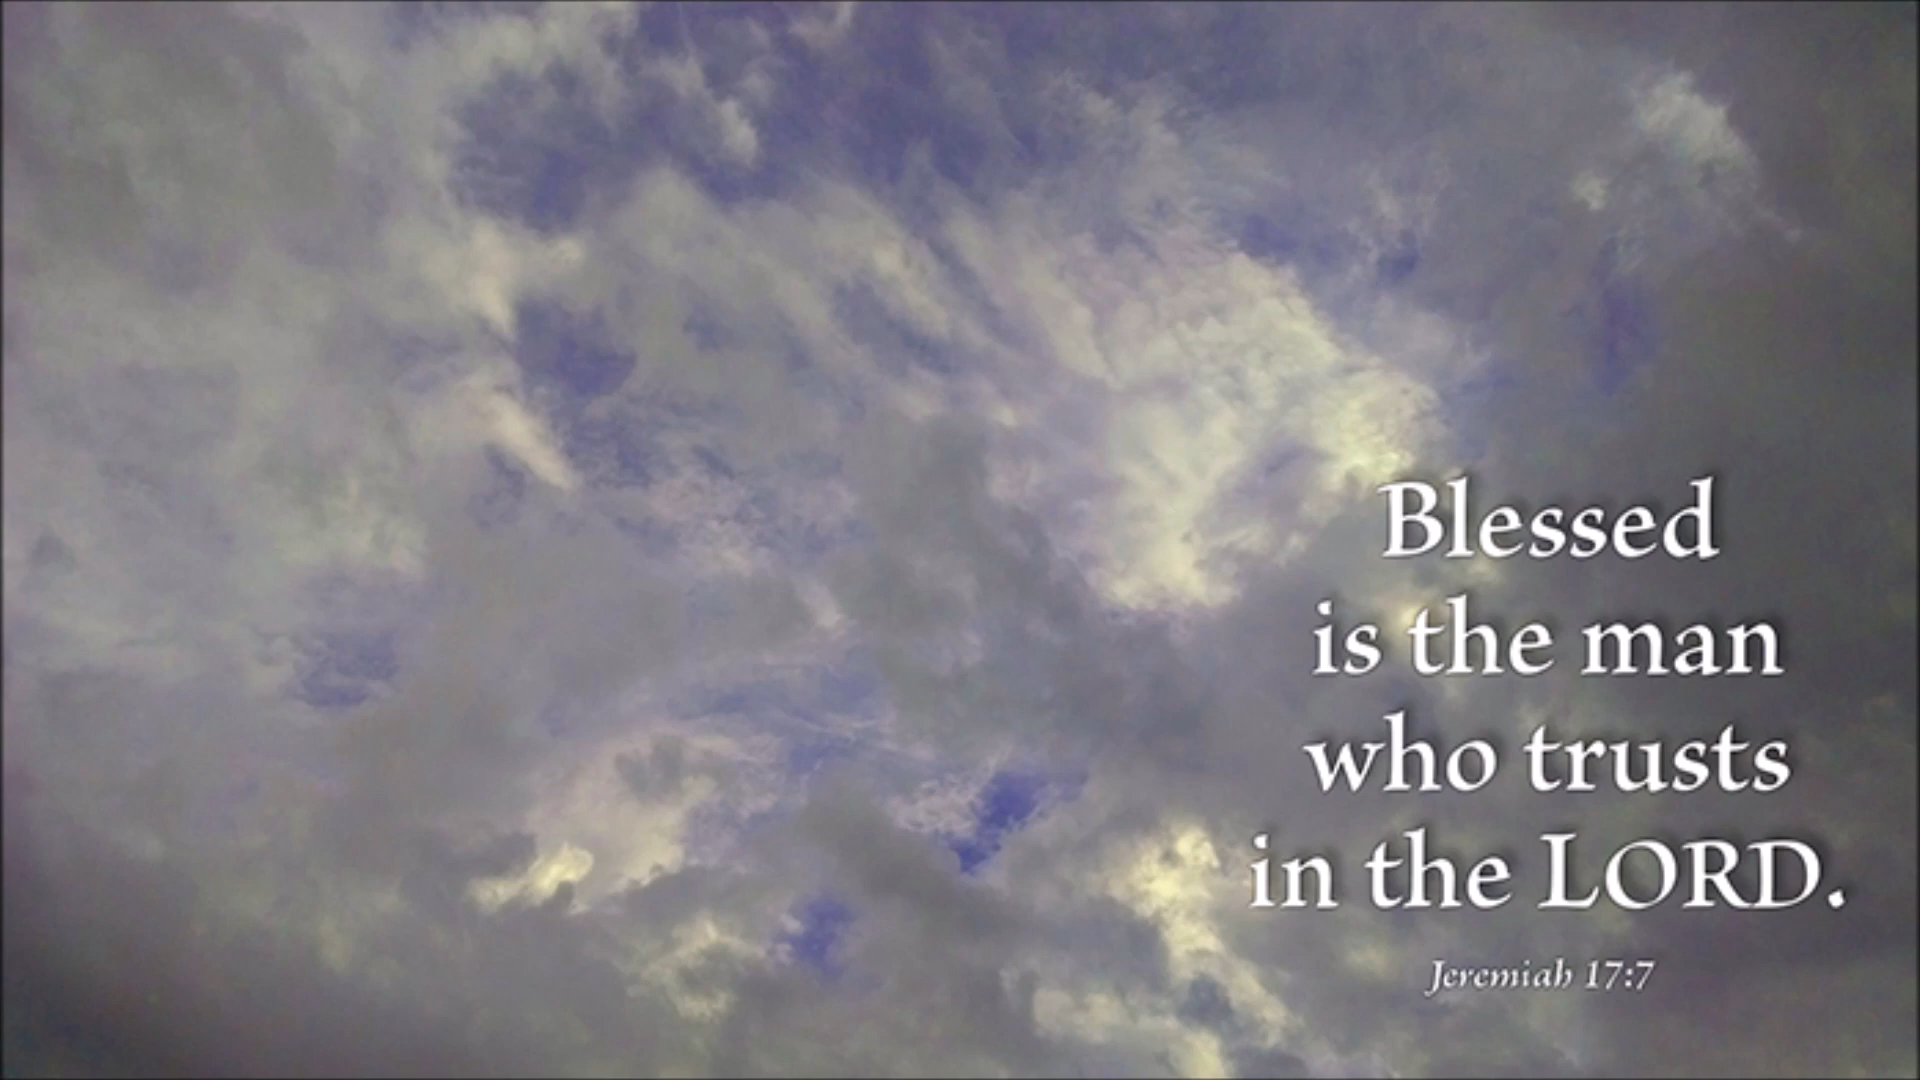 Blessed
is the man
who trusts
in the LORD.
Jeremiah 17:7